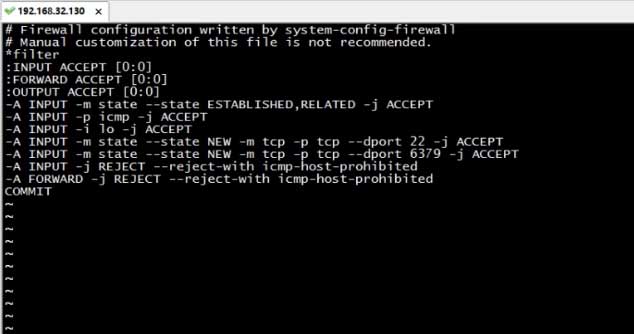 192.168.32.130 x
# Firewall configuration written by system-config-firewall
# Manual customization of this file is not recommended.
*filter
:INPUT ACCEPT [0:0]
:FORWARD ACCEPT [0:0]
:OUTPUT ACCEPT [0:0]
-A INPUT -m state --state ESTABLISHED,RELATED -j ACCEPT
-A INPUT -p icmp -j ACCEPT
-A INPUT -i lo -j ACCEPT
-A INPUT -m state --state NEW -m tcp -p tcp --dport 22 -j ACCEPT
-A INPUT -m state --state NEW -m tcp -p tcp --dport 6379 -j ACCEPT
-A INPUT -j REJECT --reject-with icmp-host-prohibited
-A FORWARD -j REJECT --reject-with icmp-host-prohibited
COMMIT
~
~
~
~
~
~
~
~
~
~
~